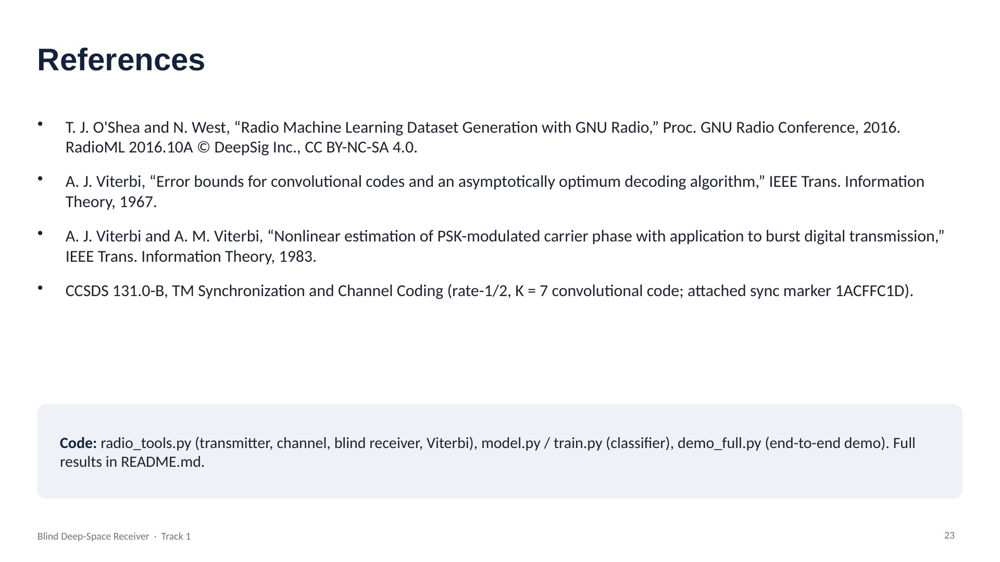 References
• T. J. O'Shea and N. West, “Radio Machine Learning Dataset Generation with GNU Radio,” Proc. GNU Radio Conference, 2016.
RadioML 2016.10A © DeepSig Inc., CC BY-NC-SA 4.0.
• A. J. Viterbi, “Error bounds for convolutional codes and an asymptotically optimum decoding algorithm,” IEEE Trans. Information
Theory, 1967.
• A. J. Viterbi and A. M. Viterbi, “Nonlinear estimation of PSK-modulated carrier phase with application to burst digital transmission,”
IEEE Trans. Information Theory, 1983.
• CCSDS 131.0-B, TM Synchronization and Channel Coding (rate-1/2, K = 7 convolutional code; attached sync marker 1ACFFC1D).
Code: radio_tools.py (transmitter, channel, blind receiver, Viterbi), model.py / train.py (classifier), demo_full.py (end-to-end demo). Full
results in README.md.
Blind Deep-Space Receiver · Track 1
23